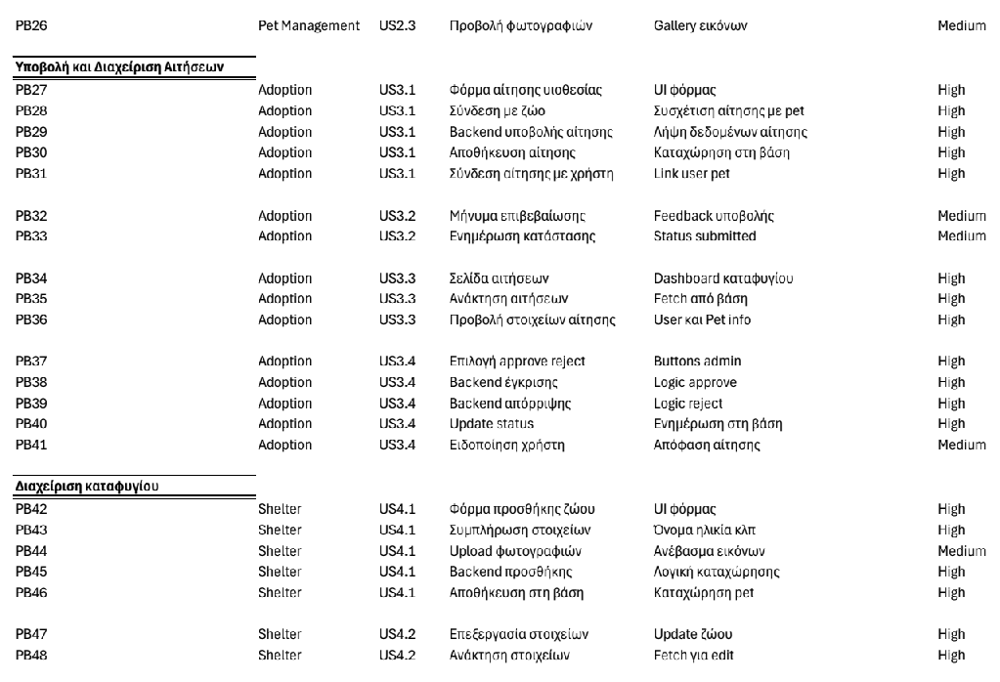 PB26 Pet Management US2.3 Προβολή φωτογραφιών Gallery εικόνων Medium
Υποβολή και Διαχείριση Αιτήσεων
PB27 Adoption US3.1 Φόρμα αίτησης υιοθεσίας UI φόρμας High
PB28 Adoption US3.1 Σύνδεση με ζώο Συσχέτιση αίτησης με pet High
PB29 Adoption US3.1 Backend υποβολής αίτησης Λήψη δεδομένων αίτησης High
PB30 Adoption US3.1 Αποθήκευση αίτησης Καταχώρηση στη βάση High
PB31 Adoption US3.1 Σύνδεση αίτησης με χρήστη Link user pet High
PB32 Adoption US3.2 Μήνυμα επιβεβαίωσης Feedback υποβολής Medium
PB33 Adoption US3.2 Ενημέρωση κατάστασης Status submitted Medium
PB34 Adoption US3.3 Σελίδα αιτήσεων Dashboard καταφυγίου High
PB35 Adoption US3.3 Ανάκτηση αιτήσεων Fetch από βάση High
PB36 Adoption US3.3 Προβολή στοιχείων αίτησης User και Pet info High
PB37 Adoption US3.4 Επιλογή approve reject Buttons admin High
PB38 Adoption US3.4 Backend έγκρισης Logic approve High
PB39 Adoption US3.4 Backend απόρριψης Logic reject High
PB40 Adoption US3.4 Update status Ενημέρωση στη βάση High
PB41 Adoption US3.4 Ειδοποίηση χρήστη Απόφαση αίτησης Medium
Διαχείριση καταφυγίου
PB42 Shelter US4.1 Φόρμα προσθήκης ζώου UI φόρμας High
PB43 Shelter US4.1 Συμπλήρωση στοιχείων Όνομα ηλικία κλπ High
PB44 Shelter US4.1 Upload φωτογραφιών Ανέβασμα εικόνων Medium
PB45 Shelter US4.1 Backend προσθήκης Λογική καταχώρησης High
PB46 Shelter US4.1 Αποθήκευση στη βάση Καταχώρηση pet High
PB47 Shelter US4.2 Επεξεργασία στοιχείων Update ζώου High
PB48 Shelter US4.2 Ανάκτηση στοιχείων Fetch για edit High